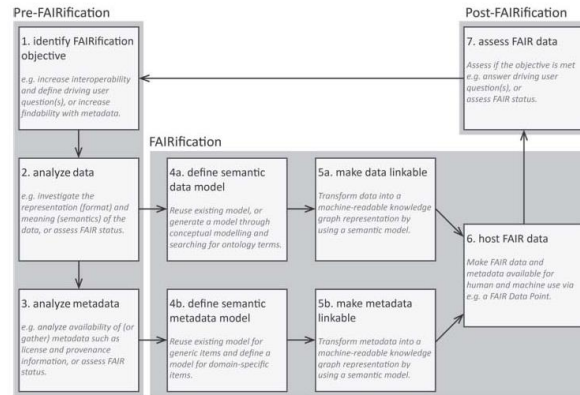 Pre-FAIRification
Post-FAIRification
1. identify FAIRification
objective
e.g. increase interoperability
and define driving user
question(s), or increase
findability with metadata.
7. assess FAIR data
Assess if the objective is met
e.g. answer driving user
question(s), or
assess FAIR status.
FAIRification
2. analyze data
e.g. investigate the
representation (format) and
meaning (semantics) of the
data, or assess FAIR status.
4a. define semantic
data model
Reuse existing model, or
generate a model through
conceptual modelling and
searching for ontology terms.
5a. make data linkable
Transform data into a
machine-readable knowledge
graph representation by
using a semantic model.
6. host FAIR data
Make FAIR data and
metadata available for
human and machine use via
e.g. a FAIR Data Point.
3. analyze metadata
e.g. analyze availability of (or
gather) metadata such as
license and provenance
information, or assess FAIR
status.
4b. define semantic
metadata model
Reuse existing model for
generic items and define a
model for domain-specific
items.
5b. make metadata
linkable
Transform metadata into a
machine-readable knowledge
graph representation by
using a semantic model.